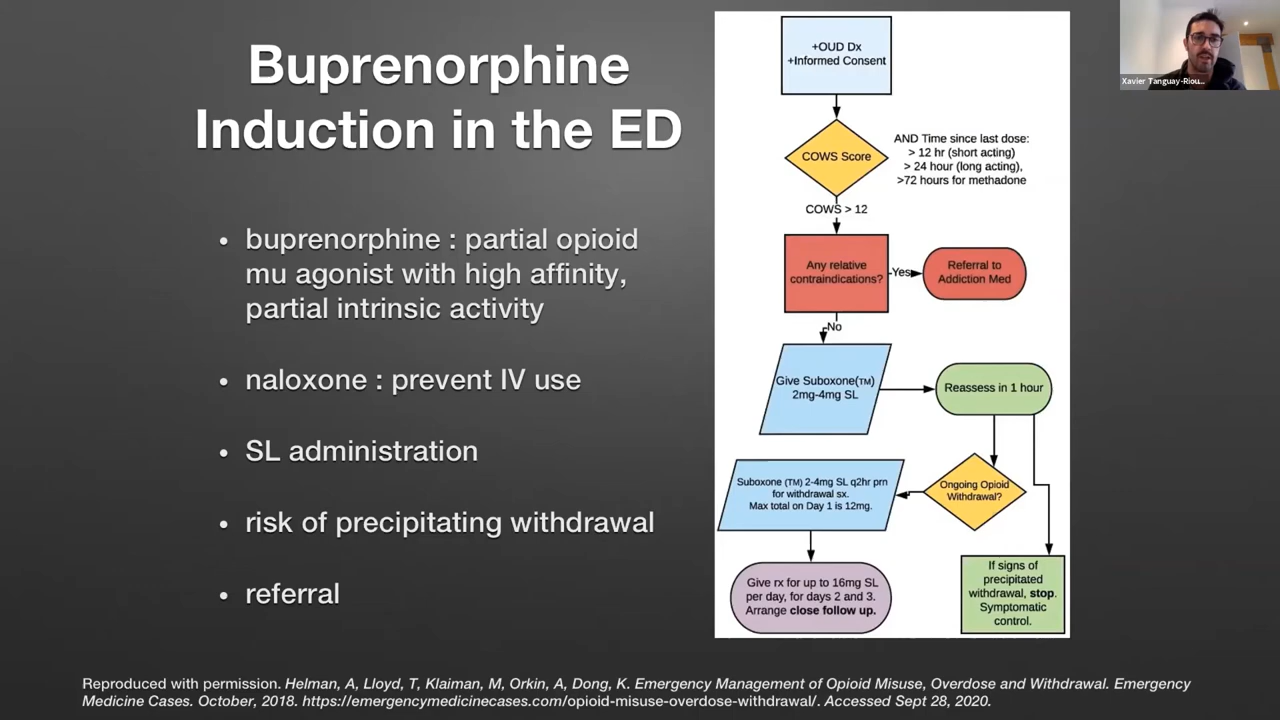 Buprenorphine
Induction in the ED
• buprenorphine : partial opioid
mu agonist with high affinity,
partial intrinsic activity
• naloxone : prevent IV use
• SL administration
• risk of precipitating withdrawal
• referral
+OUD Dx
+Informed Consent
COWS Score
AND Time since last dose:
> 12 hr (short acting)
> 24 hour (long acting),
>72 hours for methadone
COWS > 12
Any relative
contraindications?
Yes
Referral to
Addiction Med
No
Give Suboxone(TM)
2mg-4mg SL
Reassess in 1 hour
Ongoing Opioid
Withdrawal?
Suboxone (TM) 2-4mg SL q2hr prn
for withdrawal sx.
Max total on Day 1 is 12mg.
Give rx for up to 16mg SL
per day, for days 2 and 3.
Arrange close follow up.
If signs of
precipitated
withdrawal, stop.
Symptomatic
control.
Xavier Tanguay-Riou...
Reproduced with permission. Helman, A, Lloyd, T, Klaiman, M, Orkin, A, Dong, K. Emergency Management of Opioid Misuse, Overdose and Withdrawal. Emergency
Medicine Cases. October, 2018. https://emergencymedicinecases.com/opioid-misuse-overdose-withdrawal/. Accessed Sept 28, 2020.